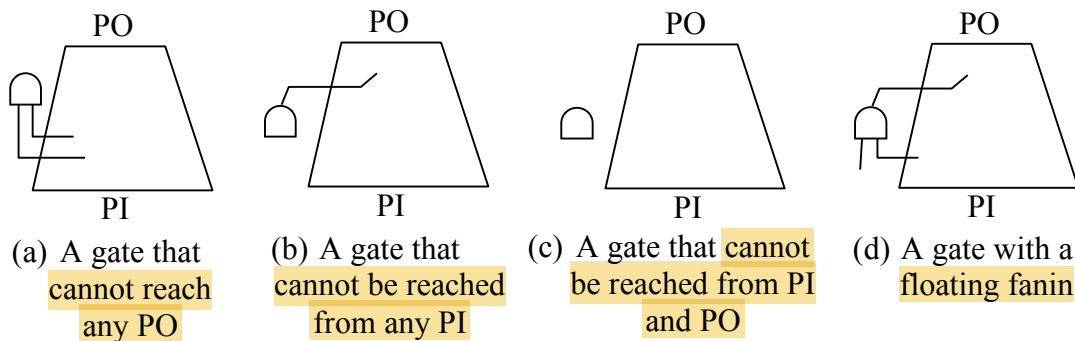 PO
PI
(a) A gate that
cannot reach
any PO
PO
PI
(b) A gate that
cannot be reached
from any PI
PO
PI
(c) A gate that cannot
be reached from PI
and PO
PO
PI
(d) A gate with a
floating fanin